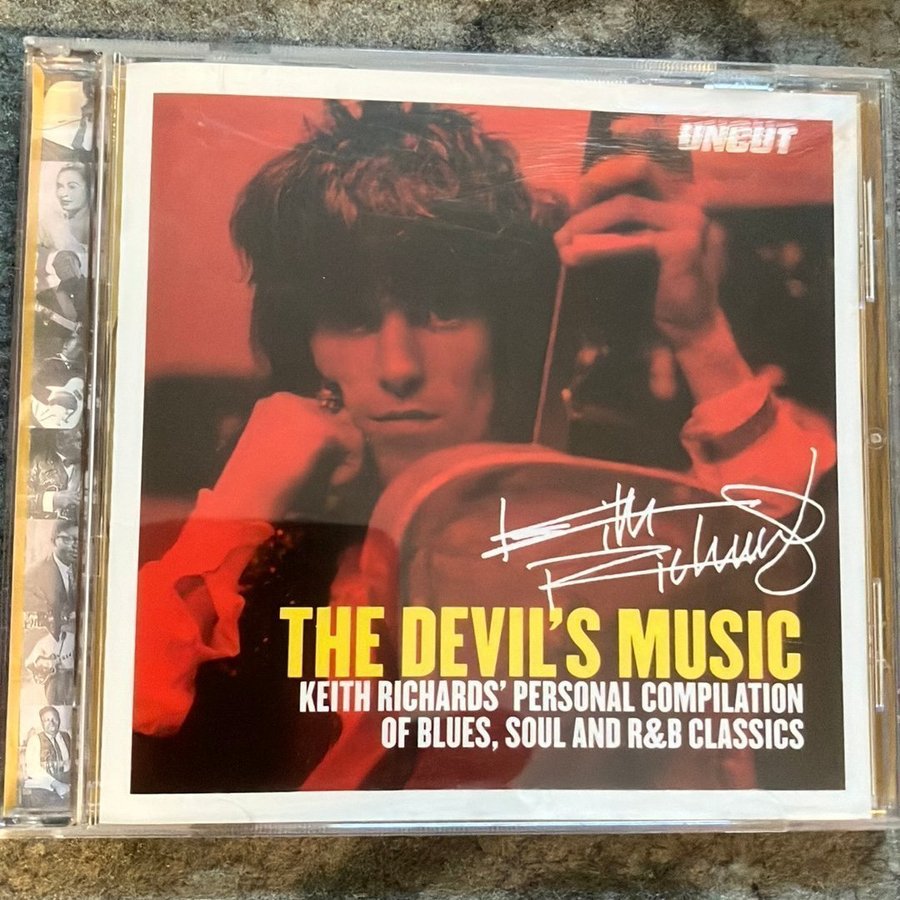 UNCUT
Keith
Richards
THE DEVIL'S MUSIC
KEITH RICHARDS' PERSONAL COMPILATION
OF BLUES, SOUL AND R&B CLASSICS